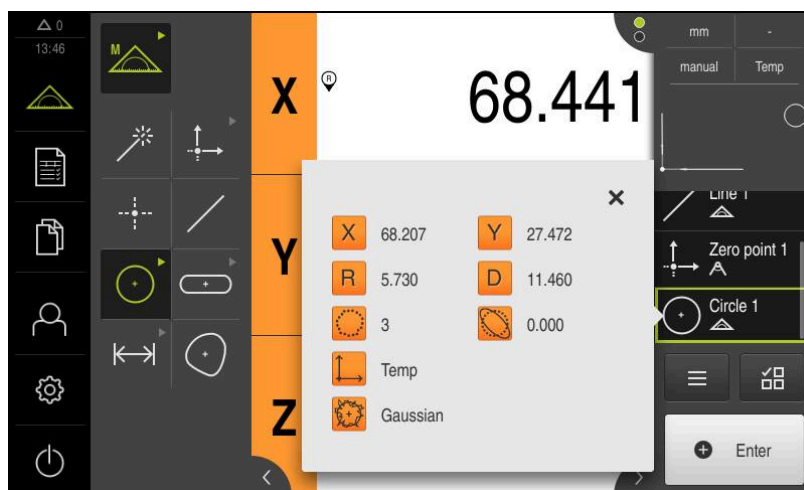 0
13:46
M
X
R
68.441
mm
-
manual
Temp
Line 1
Zero point 1
Circle 1
Y
Z
X 68.207 Y 27.472
R 5.730 D 11.460
3 0.000
Temp
Gaussian
Enter